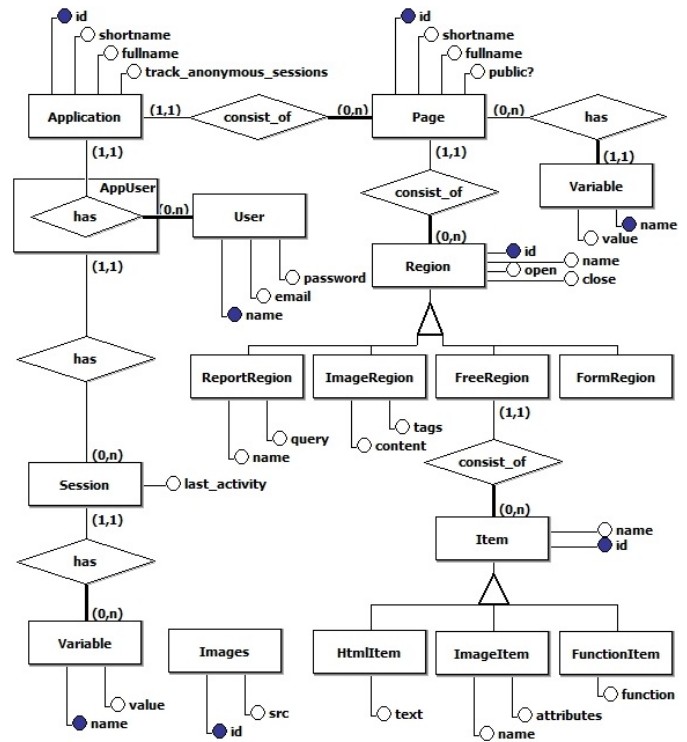 id
id
shortname
shortname
fullname
fullname
track_anonymous_sessions
public?
Application
(1,1)
consist_of
(0,n)
Page
(0,n)
has
(1,1)
(1,1)
(1,1)
AppUser
has
(0.n)
User
consist_of
Variable
name
value
(0,n)
(1,1)
password
email
name
Region
id
name
open
close
has
ReportRegion
ImageRegion
FreeRegion
FormRegion
(1,1)
tags
query
content
name
(0,n)
consist_of
Session
last_activity
(1,1)
(0,n)
name
Item
id
has
(0,n)
Variable
Images
HtmlItem
ImageItem
FunctionItem
function
value
src
text
attributes
name
id
name